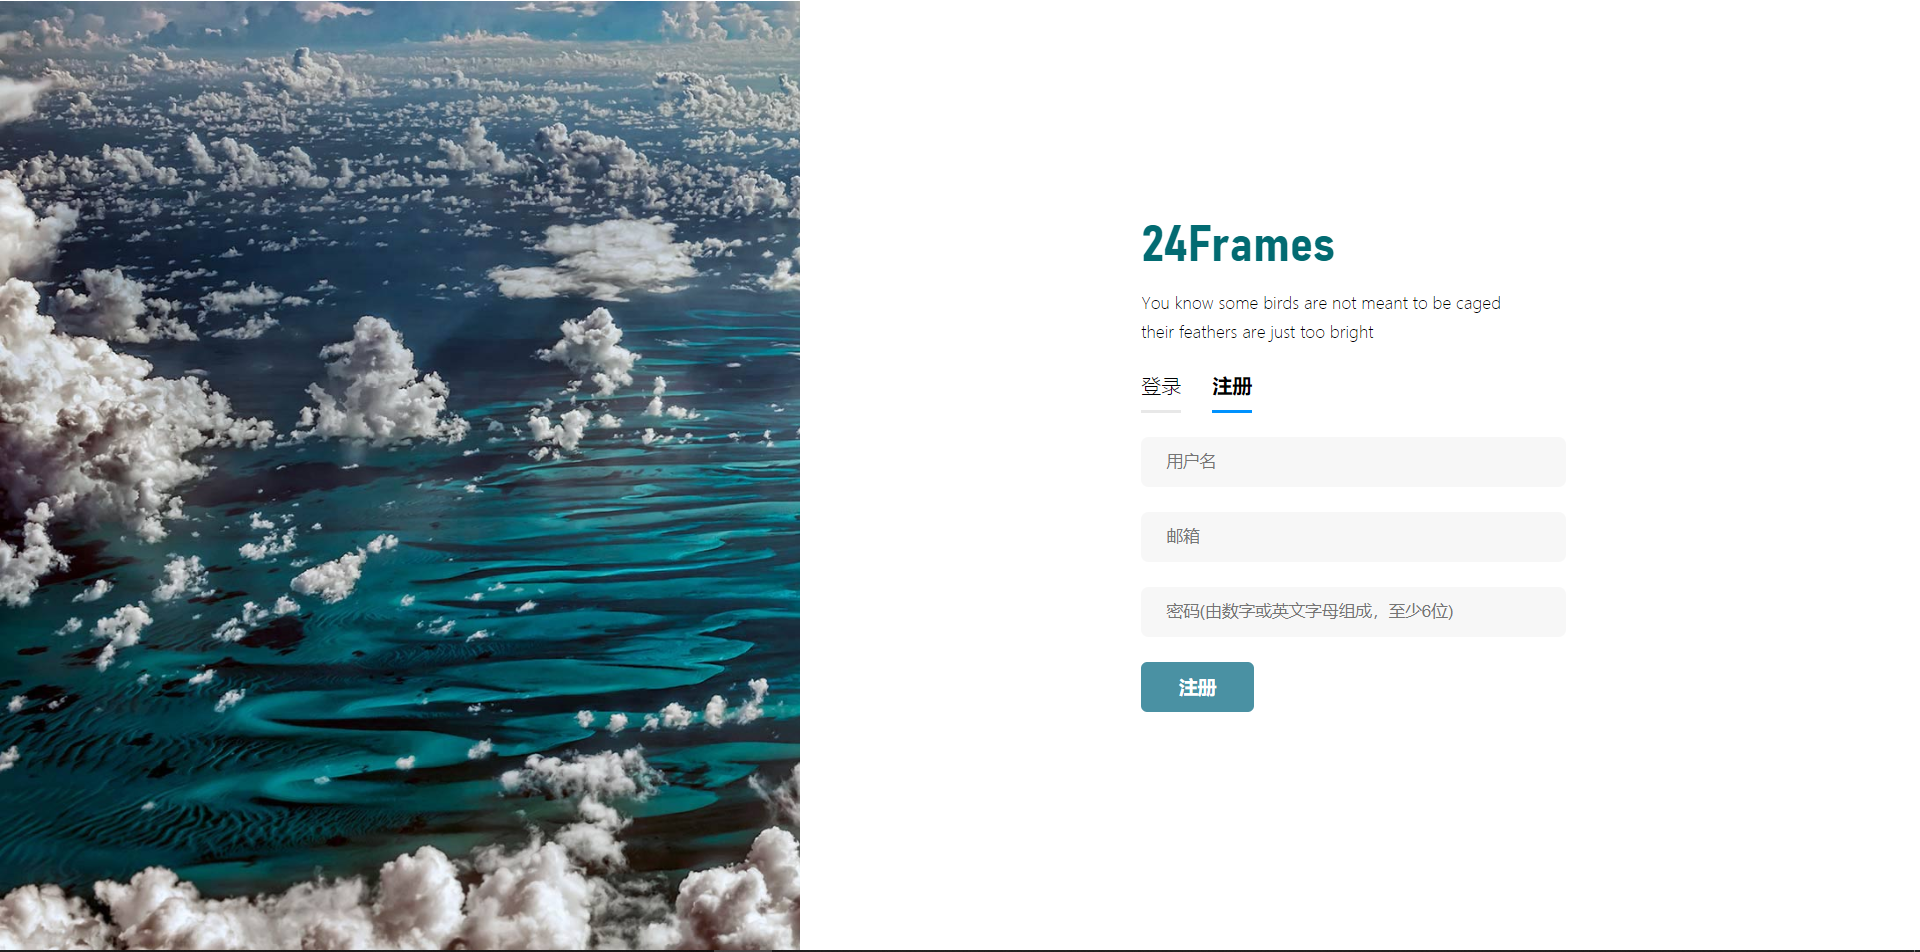 24Frames
You know some birds are not meant to be caged
their feathers are just too bright
登录 注册
用户名
邮箱
密码(由数字或英文字母组成，至少6位)
注册